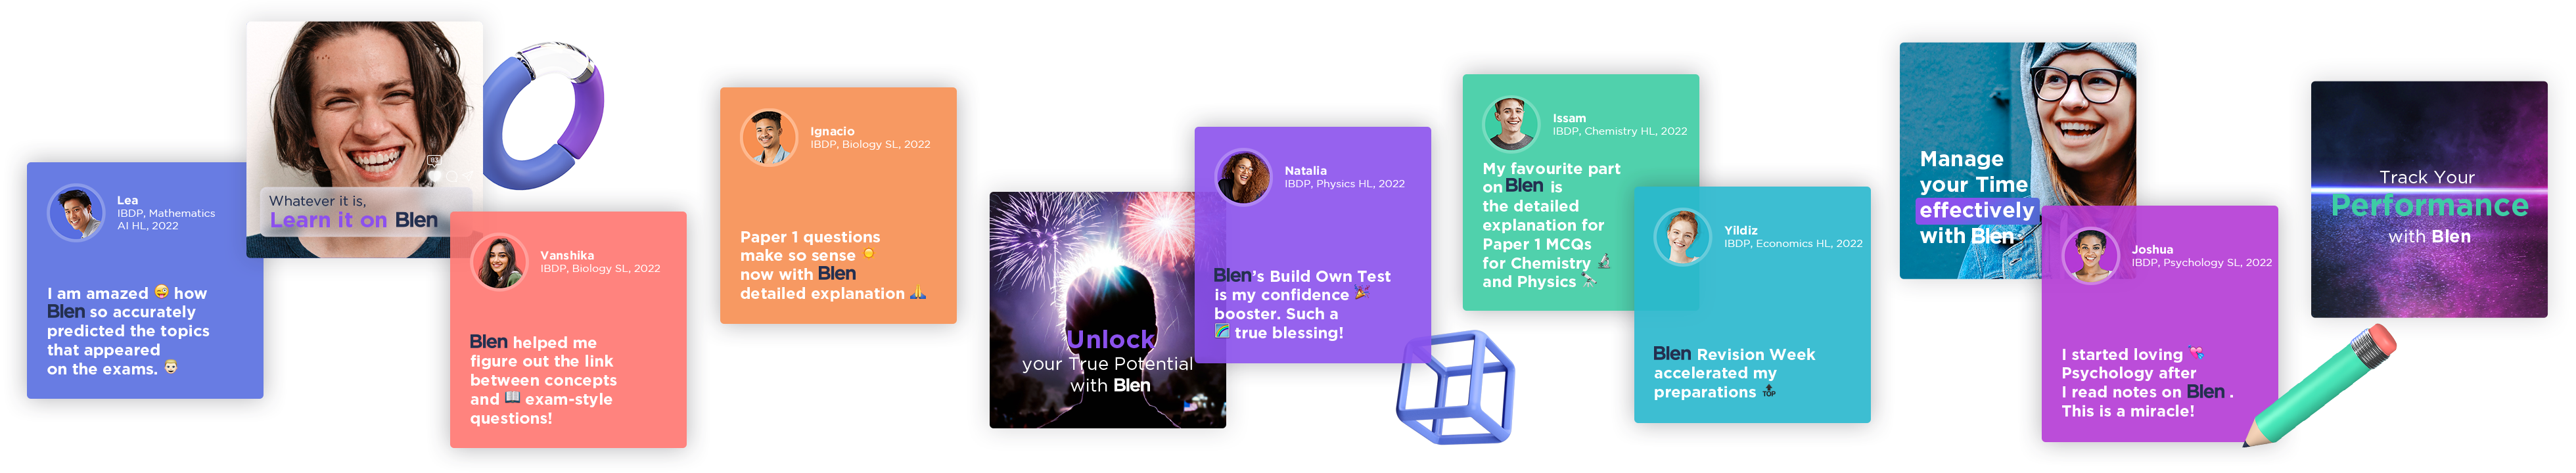 Lea
IBDP, Mathematics
AI HL, 2022
I am amazed 😜 how
Blen so accurately
predicted the topics
that appeared
on the exams.
113
Whatever it is,
Learn it on Blen
Vanshika
IBDP, Biology SL, 2022
Blen helped me
figure out the link
between concepts
and 📖 exam-style
questions!
Ignacio
IBDP, Biology SL, 2022
Paper 1 questions
make so sense
now with Blen
detailed explanation 🙏
Unlock
your True Potential
with Blen
Natalia
IBDP, Physics HL, 2022
Blen's Build Own Test
is my confidence 🎉
booster. Such a
🌈 true blessing!
Issam
IBDP, Chemistry HL, 2022
My favourite part
on Blen is
the detailed
explanation for
Paper 1 MCQs
for Chemistry 🔬
and Physics 🔭
Yildiz
IBDP, Economics HL, 2022
Blen Revision Week
accelerated my
preparations 🔝
Manage
your Time
effectively
with Blen
Joshua
IBDP, Psychology SL, 2022
I started loving 💘
Psychology after
I read notes on Blen .
This is a miracle!
Track Your
Performance
with Blen